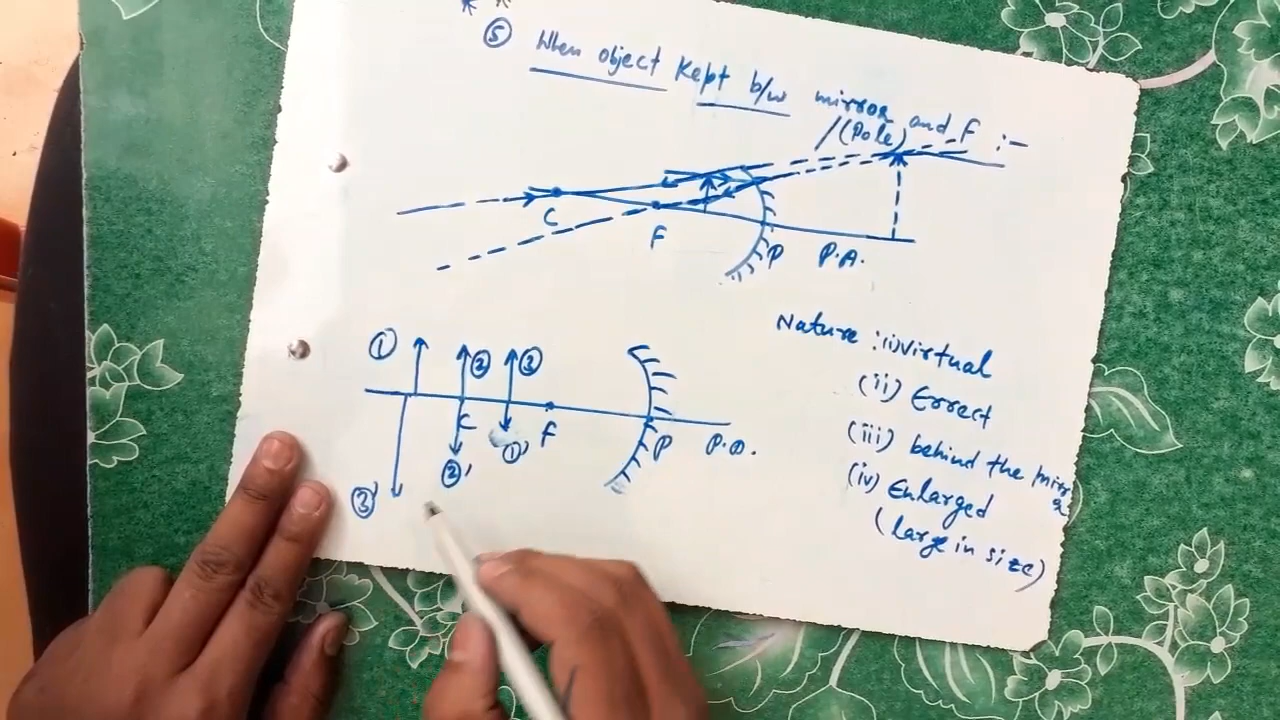 * *
⑤ When object Kept b/w mirror
/(Pole) and F :-
C
F
P
P.A.
Nature : (i) Virtual
(ii) Errect
(iii) behind the mirror
(iv) Enlarged
(Large in size)
① ② ③
C F P P.A.
③' ②' ①'